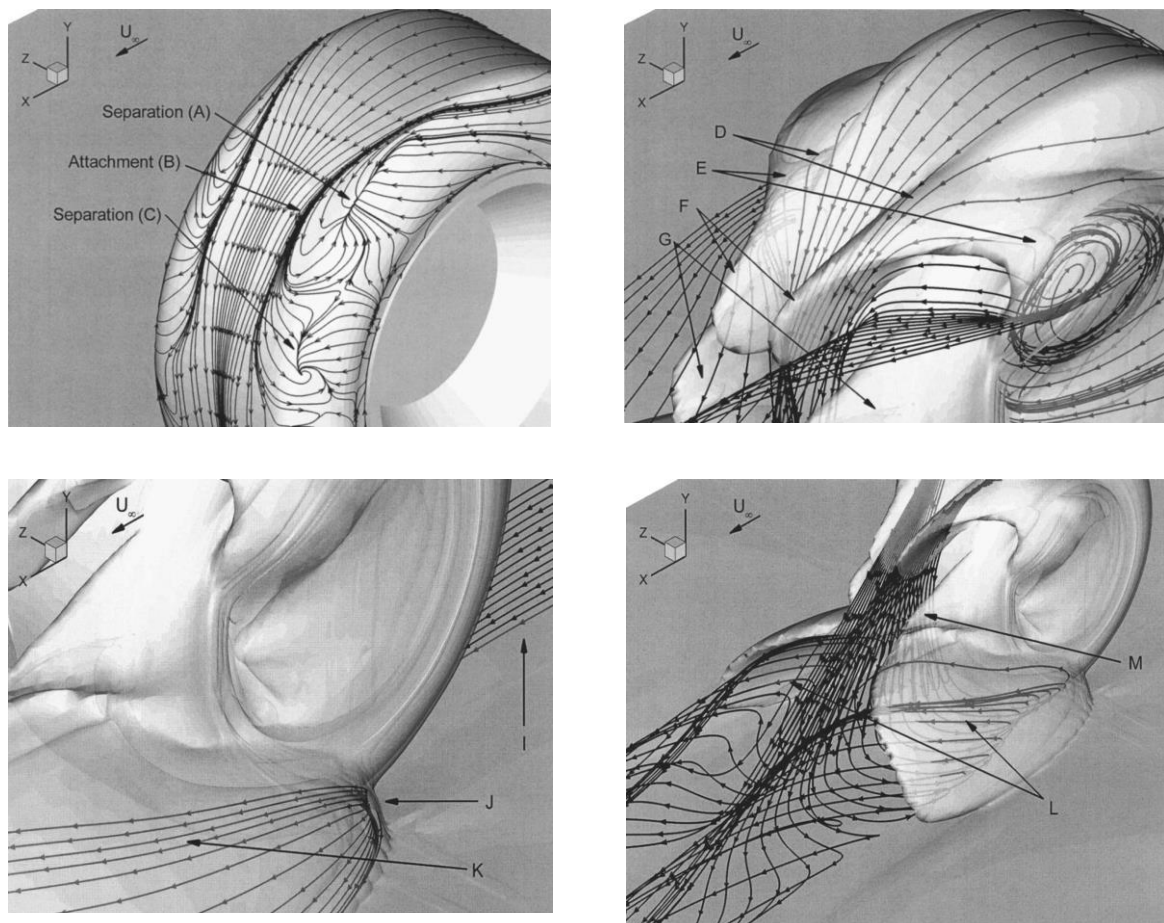 Y
Z
X
U∞
Separation (A)
Attachment (B)
Separation (C)
Y
Z
X
U∞
D
E
F
G
Y
Z
X
U∞
I
J
K
Y
Z
X
U∞
M
L